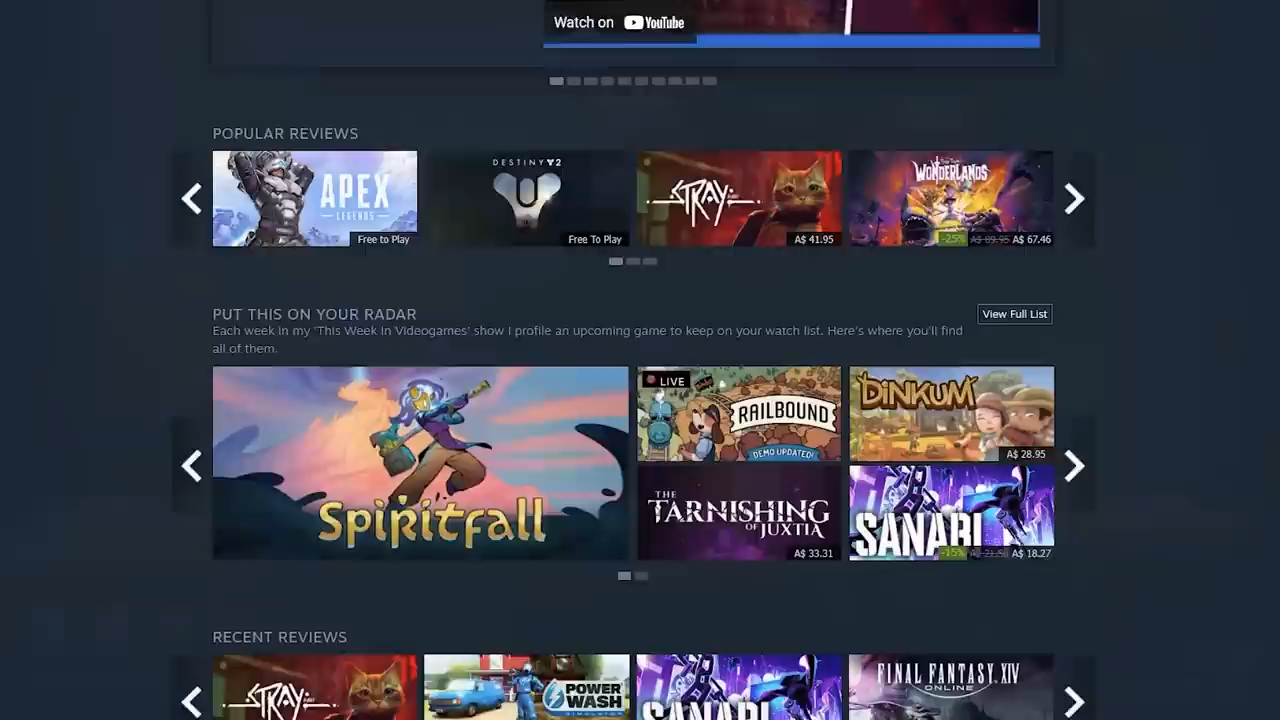 Watch on YouTube
POPULAR REVIEWS
APEX
LEGENDS
Free to Play
DESTINY 2
Free To Play
STRAY
A$ 41.95
WONDERLANDS
-25% A$ 89.95 A$ 67.46
PUT THIS ON YOUR RADAR
View Full List
Each week in my 'This Week In Videogames' show I profile an upcoming game to keep on your watch list. Here's where you'll find
all of them.
Spiritfall
LIVE
RAILBOUND
DEMO UPDATED!
DINKUM
A$ 28.95
THE
TARNISHING
OF JUXTIA
A$ 33.31
SANABI
-15% A$ 21.50 A$ 18.27
RECENT REVIEWS
STRAY
POWER
WASH
SIMULATOR
SANABI
FINAL FANTASY XIV
ONLINE